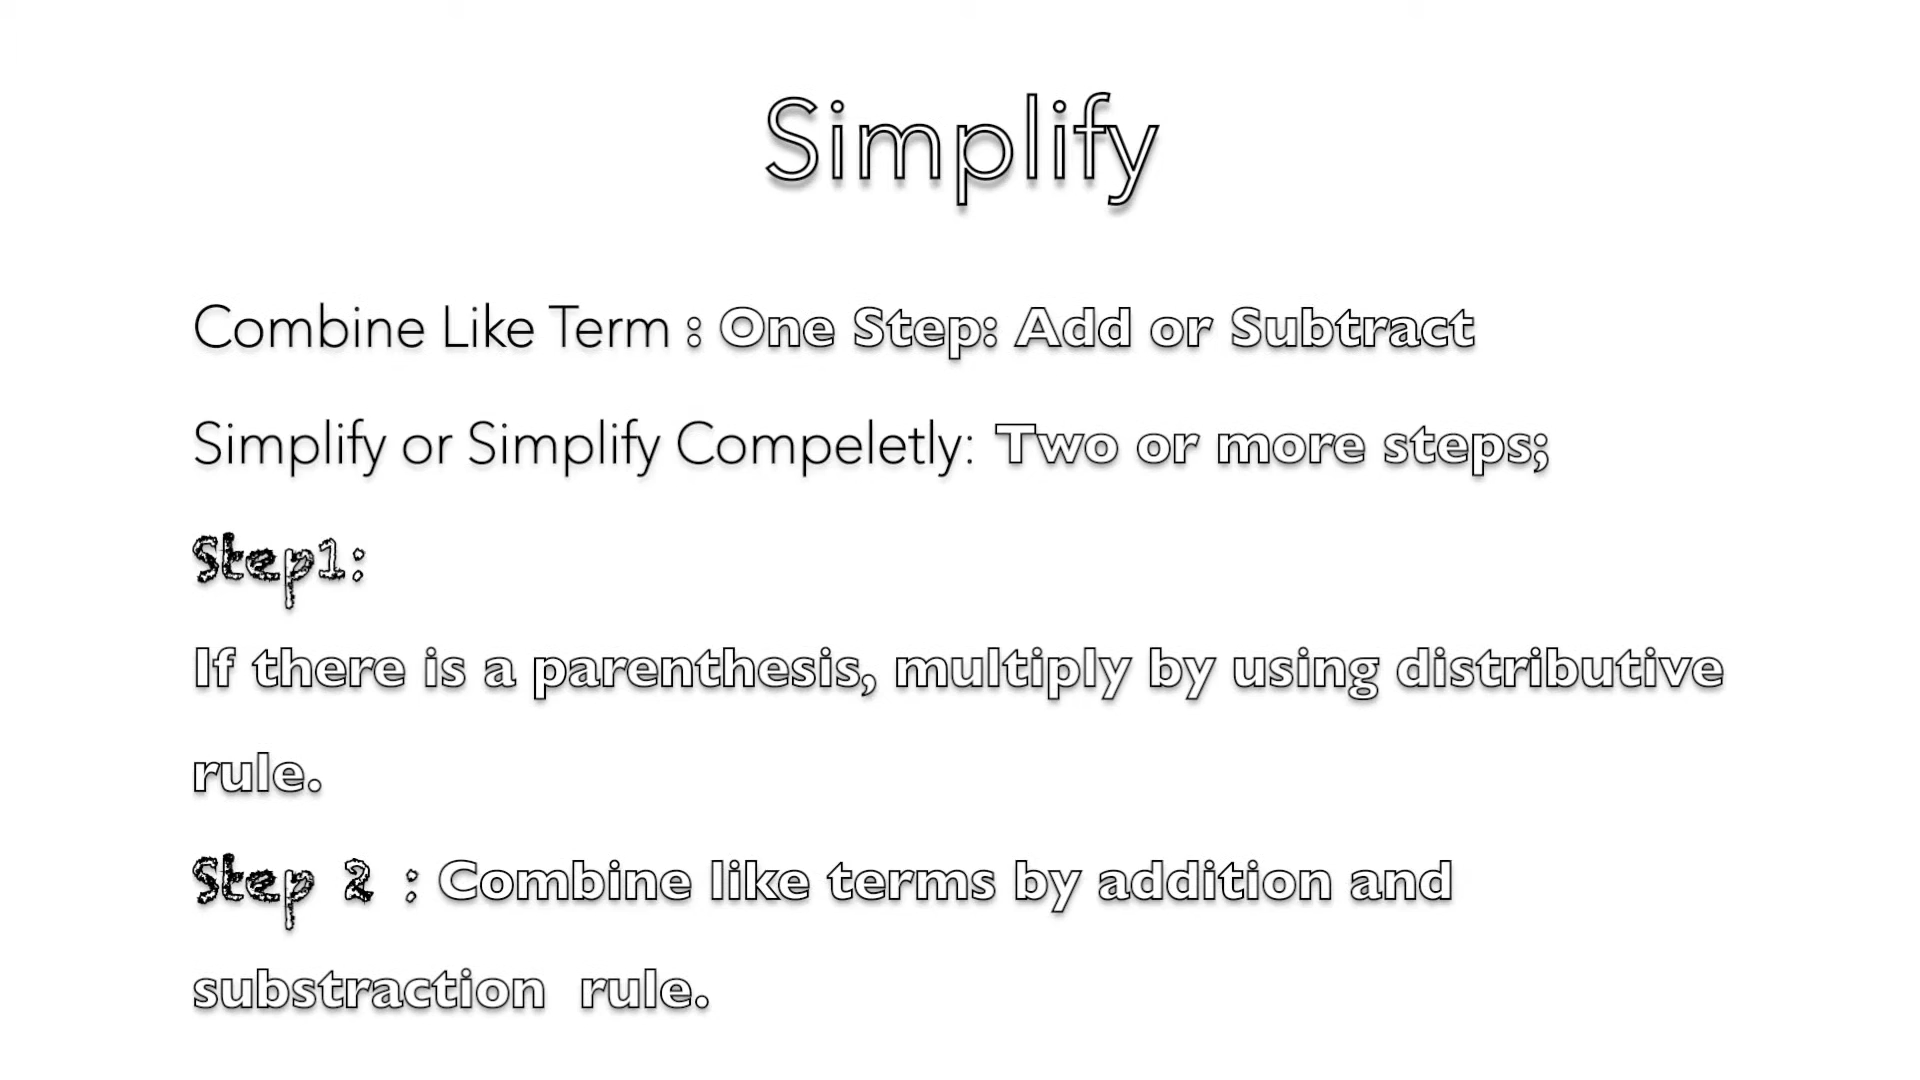 Simplify
Combine Like Term : One Step: Add or Subtract
Simplify or Simplify Compeletly: Two or more steps;
Step1:
If there is a parenthesis, multiply by using distributive
rule.
Step 2 : Combine like terms by addition and
substraction rule.